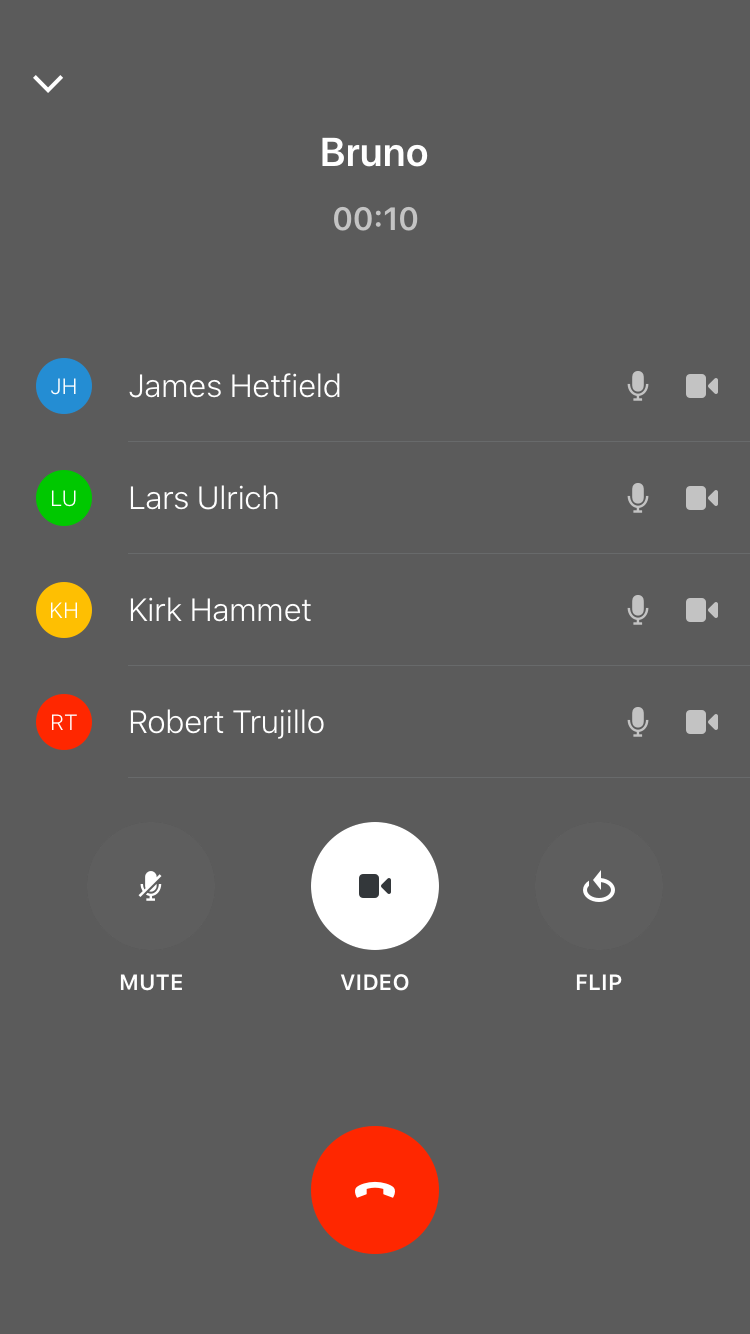 Bruno
00:10
JH James Hetfield
LU Lars Ulrich
KH Kirk Hammet
RT Robert Trujillo
MUTE VIDEO FLIP